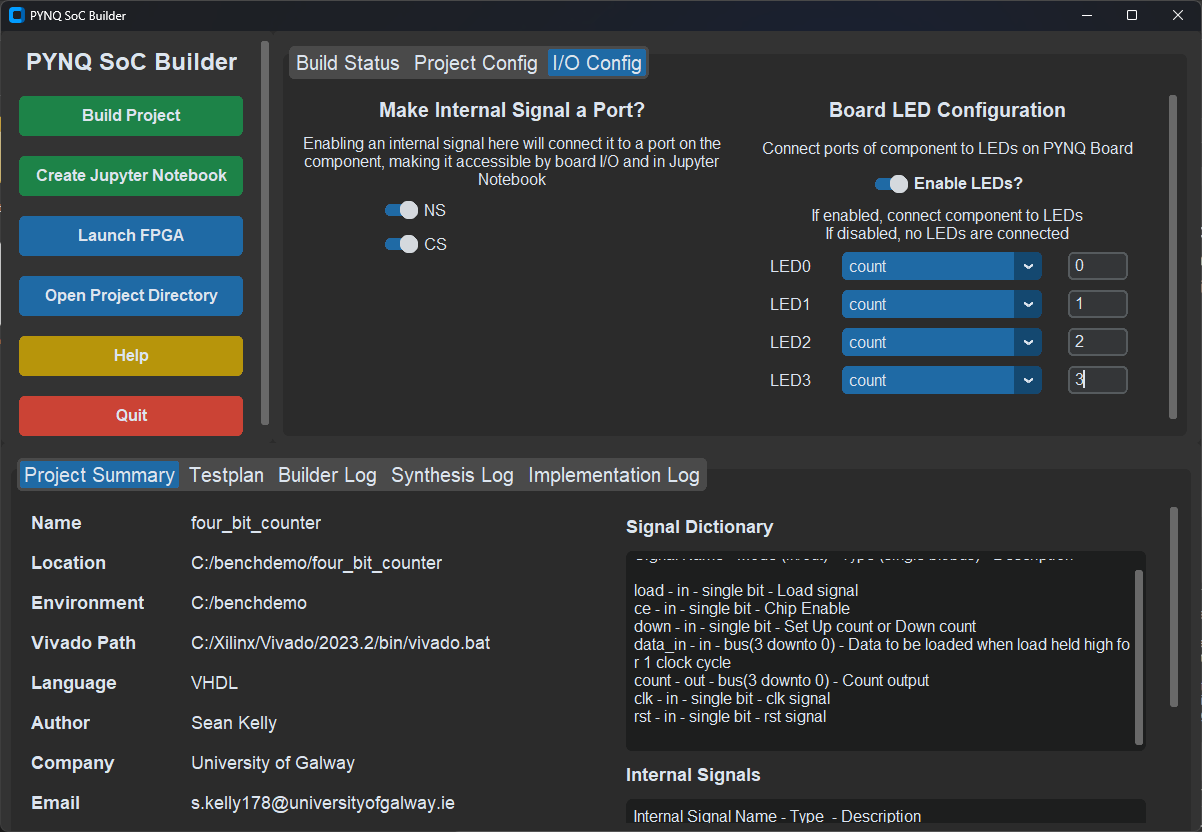 PYNQ SoC Builder
PYNQ SoC Builder
Build Project
Create Jupyter Notebook
Launch FPGA
Open Project Directory
Help
Quit
Build Status Project Config I/O Config
Make Internal Signal a Port?
Enabling an internal signal here will connect it to a port on the
component, making it accessible by board I/O and in Jupyter
Notebook
NS
CS
Board LED Configuration
Connect ports of component to LEDs on PYNQ Board
Enable LEDs?
If enabled, connect component to LEDs
If disabled, no LEDs are connected
LED0 count 0
LED1 count 1
LED2 count 2
LED3 count 3
Project Summary Testplan Builder Log Synthesis Log Implementation Log
Name four_bit_counter
Location C:/benchdemo/four_bit_counter
Environment C:/benchdemo
Vivado Path C:/Xilinx/Vivado/2023.2/bin/vivado.bat
Language VHDL
Author Sean Kelly
Company University of Galway
Email s.kelly178@universityofgalway.ie
Signal Dictionary
load - in - single bit - Load signal
ce - in - single bit - Chip Enable
down - in - single bit - Set Up count or Down count
data_in - in - bus(3 downto 0) - Data to be loaded when load held high fo
r 1 clock cycle
count - out - bus(3 downto 0) - Count output
clk - in - single bit - clk signal
rst - in - single bit - rst signal
Internal Signals
Internal Signal Name - Type - Description